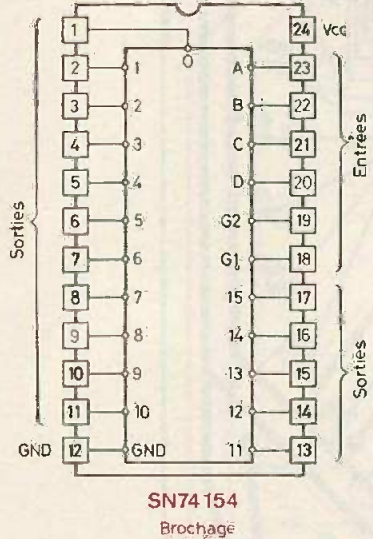 1 24 Vcc
0
2 1 A 23
3 2 B 22
4 3 C 21
5 4 D 20
6 5 G2 19
7 6 G1 18
8 7 15 17
9 8 14 16
10 9 13 15
11 10 12 14
GND 12 GND 11 13
Sorties
Entrées
Sorties
SN74154
Brochage